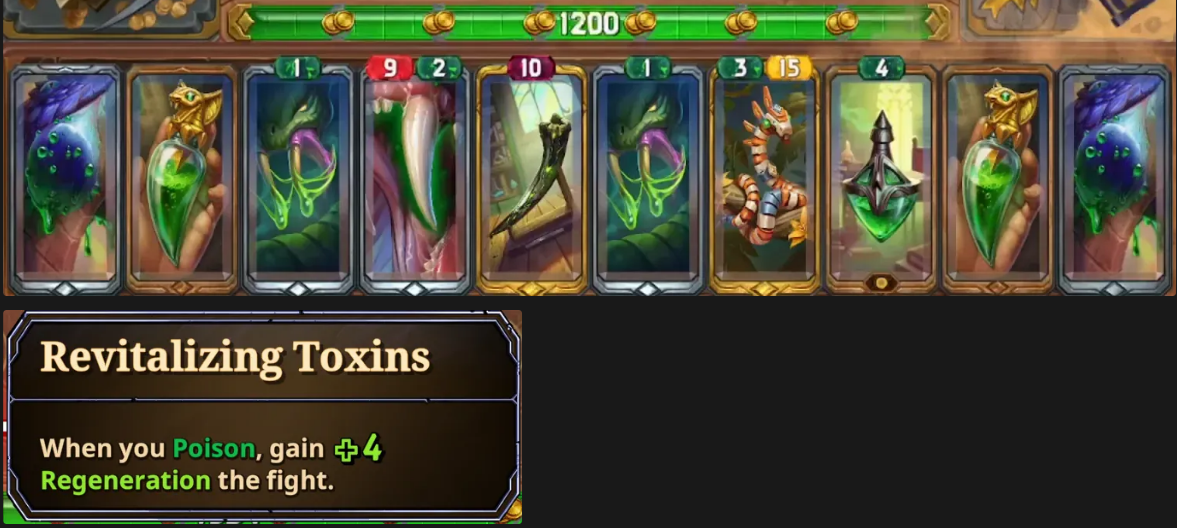 1200
1 9 2 10 1 3 15 4
Revitalizing Toxins
When you Poison, gain +4
Regeneration the fight.